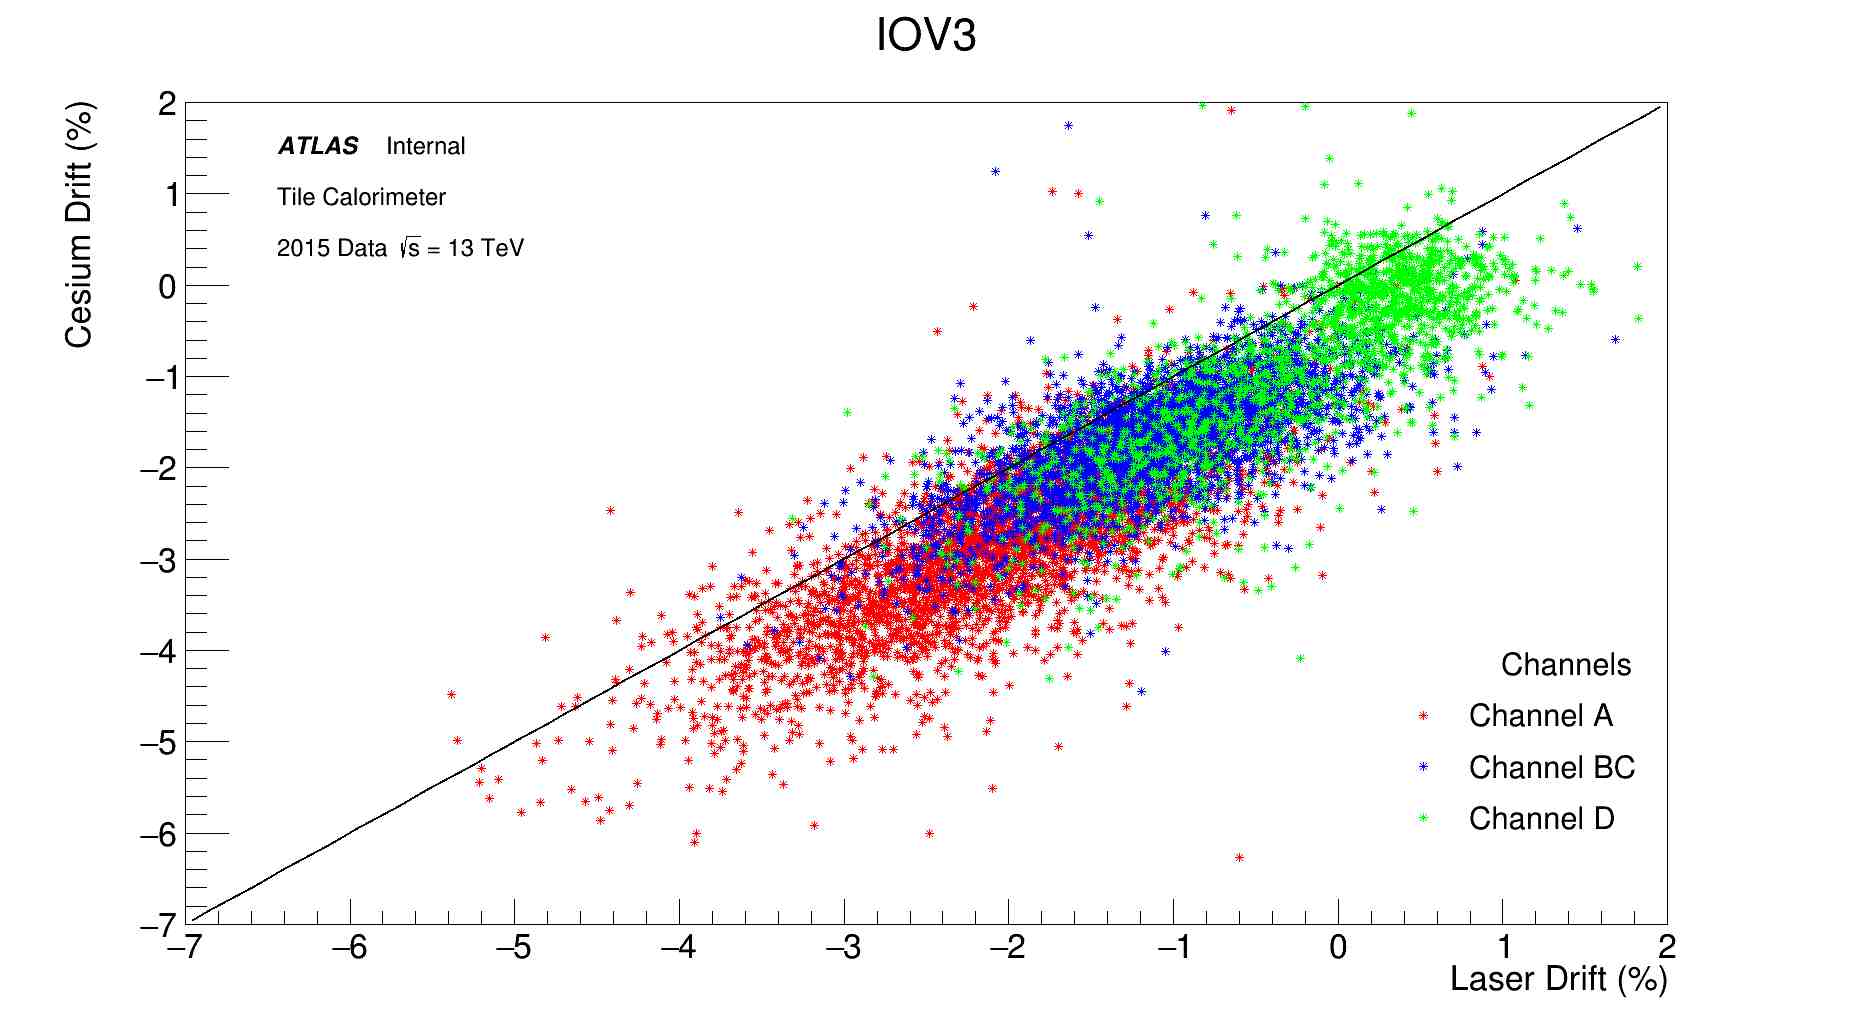 IOV3
Cesium Drift (%)
2
1
0
−1
−2
−3
−4
−5
−6
−7
ATLAS Internal
Tile Calorimeter
2015 Data √s = 13 TeV
Channels
Channel A
Channel BC
Channel D
−7 −6 −5 −4 −3 −2 −1 0 1 2
Laser Drift (%)